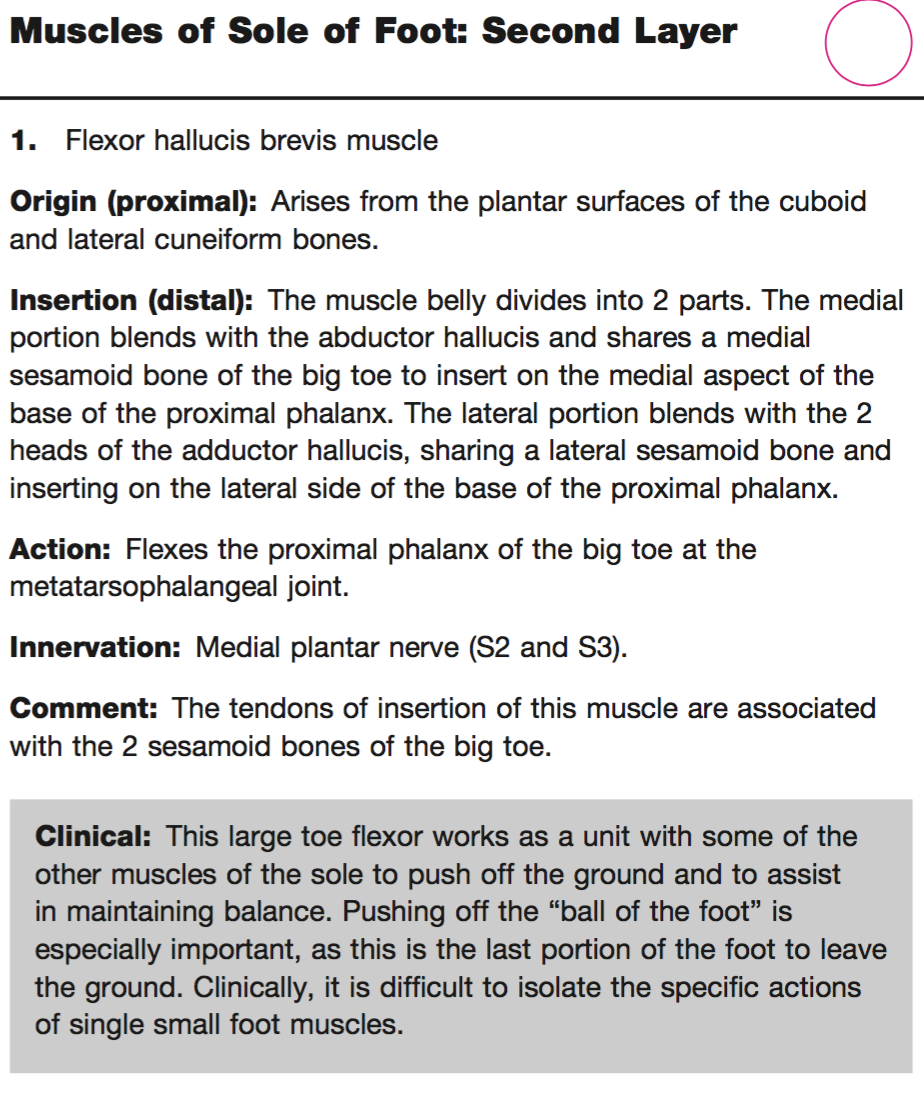 Muscles of Sole of Foot: Second Layer
1. Flexor hallucis brevis muscle
Origin (proximal): Arises from the plantar surfaces of the cuboid
and lateral cuneiform bones.
Insertion (distal): The muscle belly divides into 2 parts. The medial
portion blends with the abductor hallucis and shares a medial
sesamoid bone of the big toe to insert on the medial aspect of the
base of the proximal phalanx. The lateral portion blends with the 2
heads of the adductor hallucis, sharing a lateral sesamoid bone and
inserting on the lateral side of the base of the proximal phalanx.
Action: Flexes the proximal phalanx of the big toe at the
metatarsophalangeal joint.
Innervation: Medial plantar nerve (S2 and S3).
Comment: The tendons of insertion of this muscle are associated
with the 2 sesamoid bones of the big toe.
Clinical: This large toe flexor works as a unit with some of the
other muscles of the sole to push off the ground and to assist
in maintaining balance. Pushing off the “ball of the foot” is
especially important, as this is the last portion of the foot to leave
the ground. Clinically, it is difficult to isolate the specific actions
of single small foot muscles.